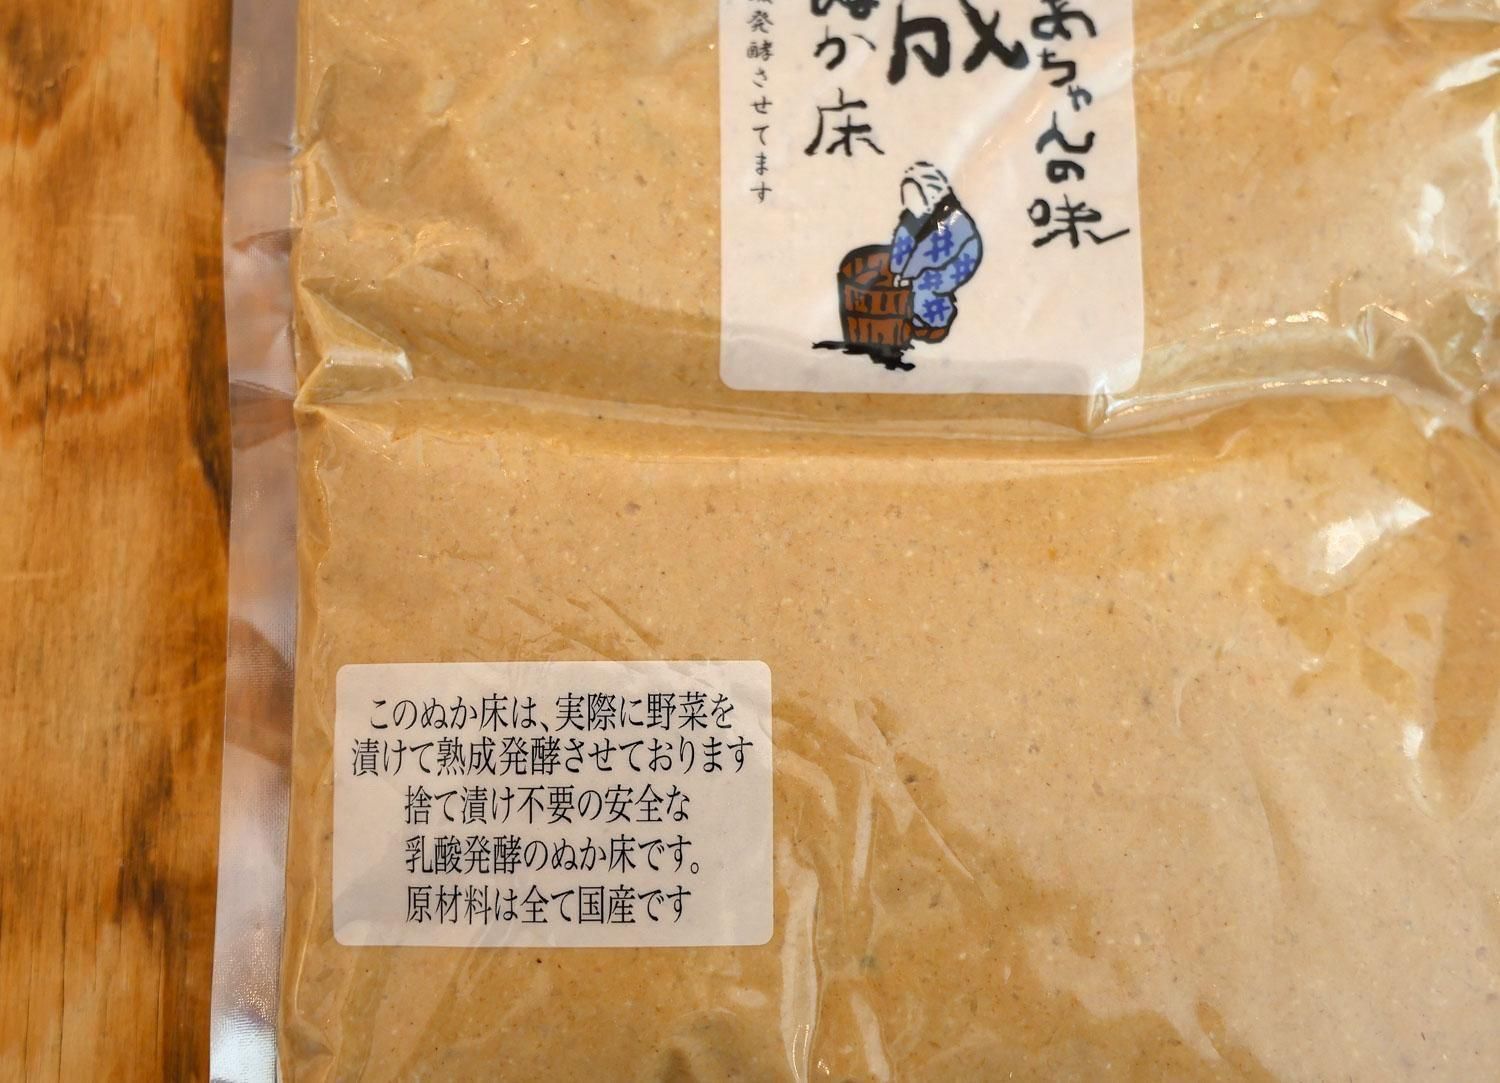 あちゃんの味
成
ぬか床
発酵させてます
このぬか床は、実際に野菜を
漬けて熟成発酵させております
捨て漬け不要の安全な
乳酸発酵のぬか床です。
原材料は全て国産です